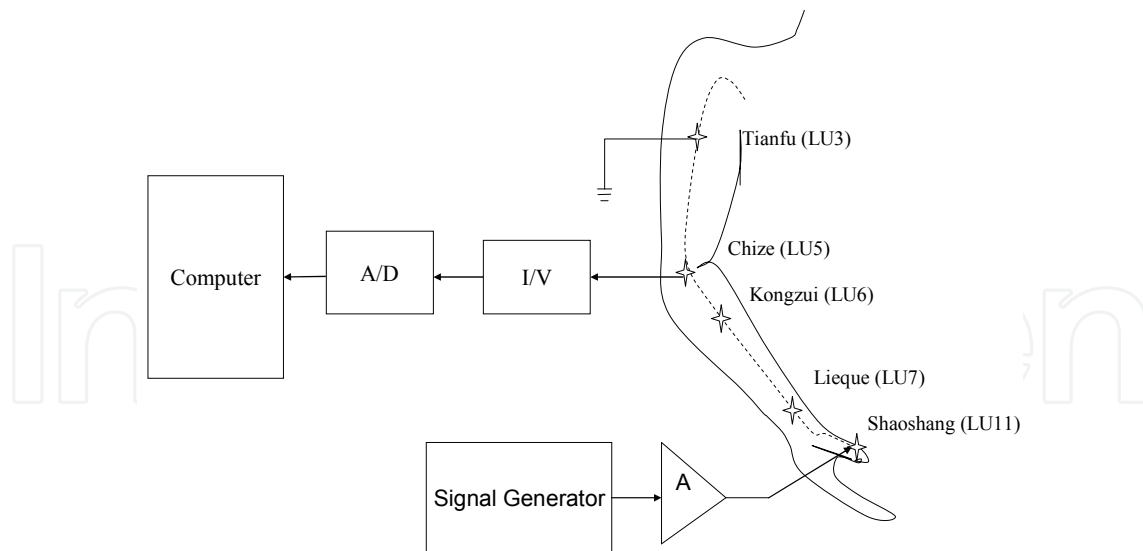 Tianfu (LU3)
Chize (LU5)
Computer
A/D
I/V
Kongzui (LU6)
Lieque (LU7)
Shaoshang (LU11)
Signal Generator
A